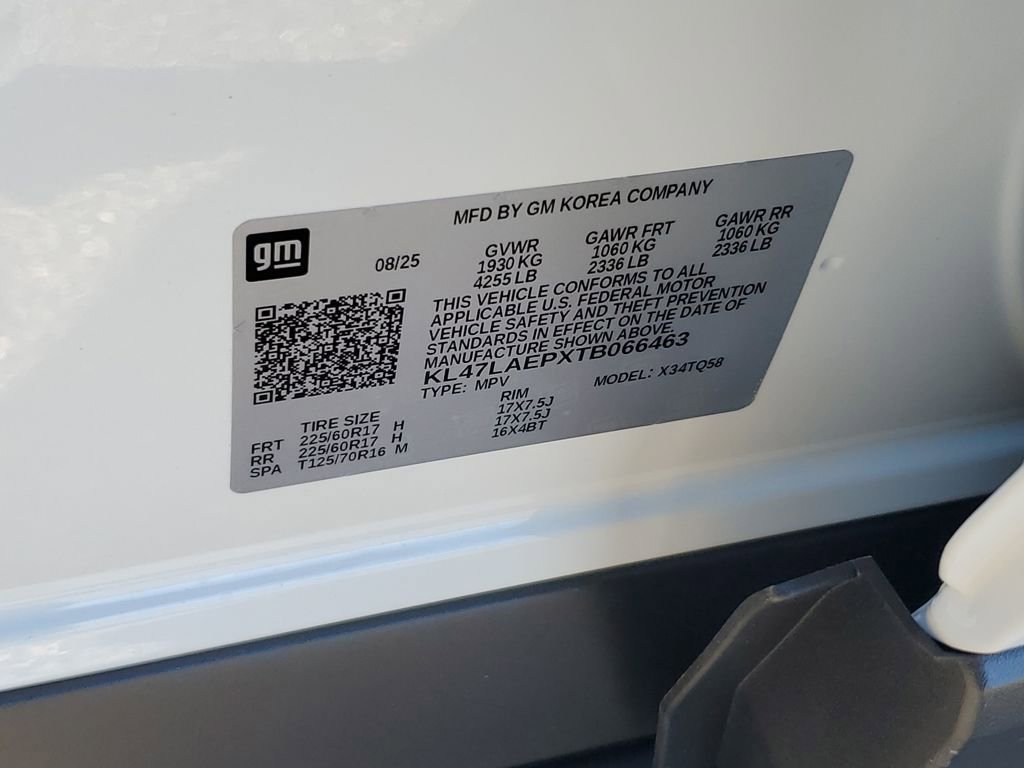 MFD BY GM KOREA COMPANY
gm
08/25
GVWR
1930 KG
4255 LB
GAWR FRT
1060 KG
2336 LB
GAWR RR
1060 KG
2336 LB
THIS VEHICLE CONFORMS TO ALL
APPLICABLE U.S. FEDERAL MOTOR
VEHICLE SAFETY AND THEFT PREVENTION
STANDARDS IN EFFECT ON THE DATE OF
MANUFACTURE SHOWN ABOVE.
KL47LAEPXTB066463
TYPE: MPV
MODEL: X34TQ58
TIRE SIZE
RIM
FRT 225/60R17 H 17X7.5J
RR 225/60R17 H 17X7.5J
SPA T125/70R16 M 16X4BT